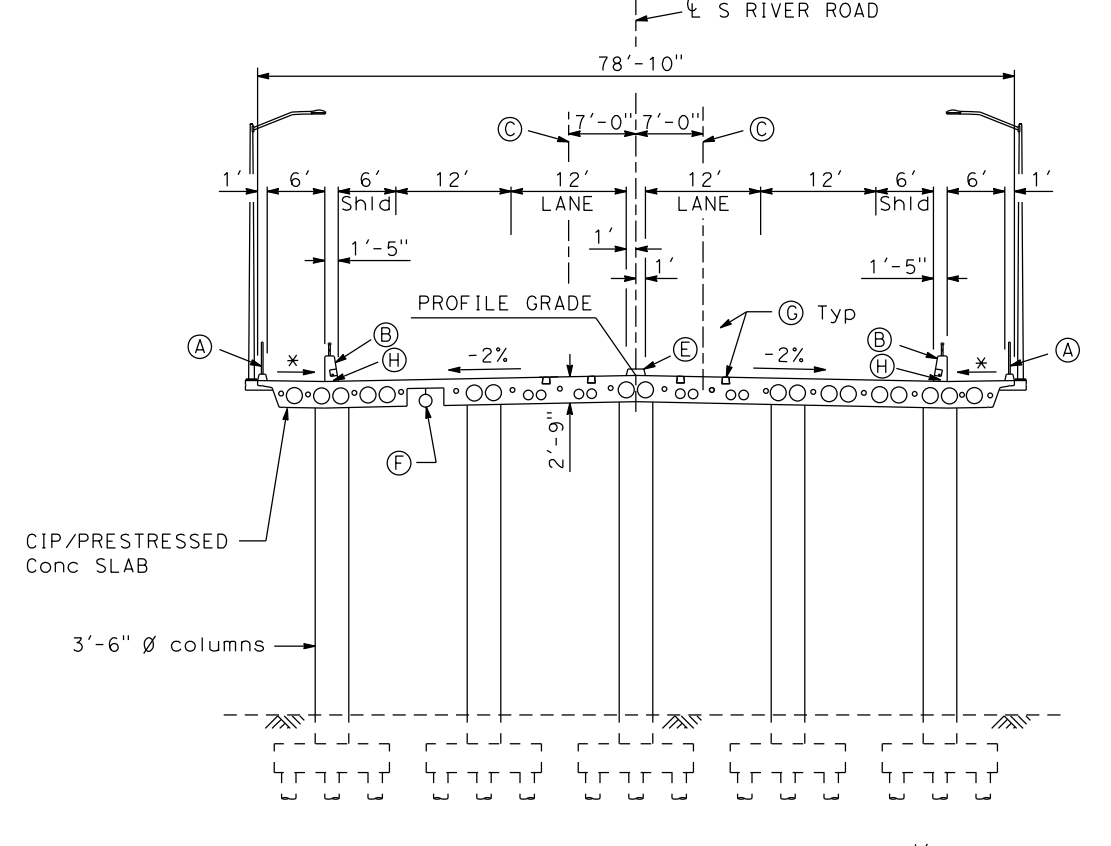 ℄ S RIVER ROAD
78'-10"
C 7'-0" 7'-0" C
1' 6' 6' 12' 12' 12' 12' 6' 6' 1'
Shld LANE LANE Shld
1'
1'-5" 1'-5" 1'
PROFILE GRADE G Typ
A B E B A
* H -2% -2% H *
2'-9"
F
CIP/PRESTRESSED
Conc SLAB
3'-6" Ø columns